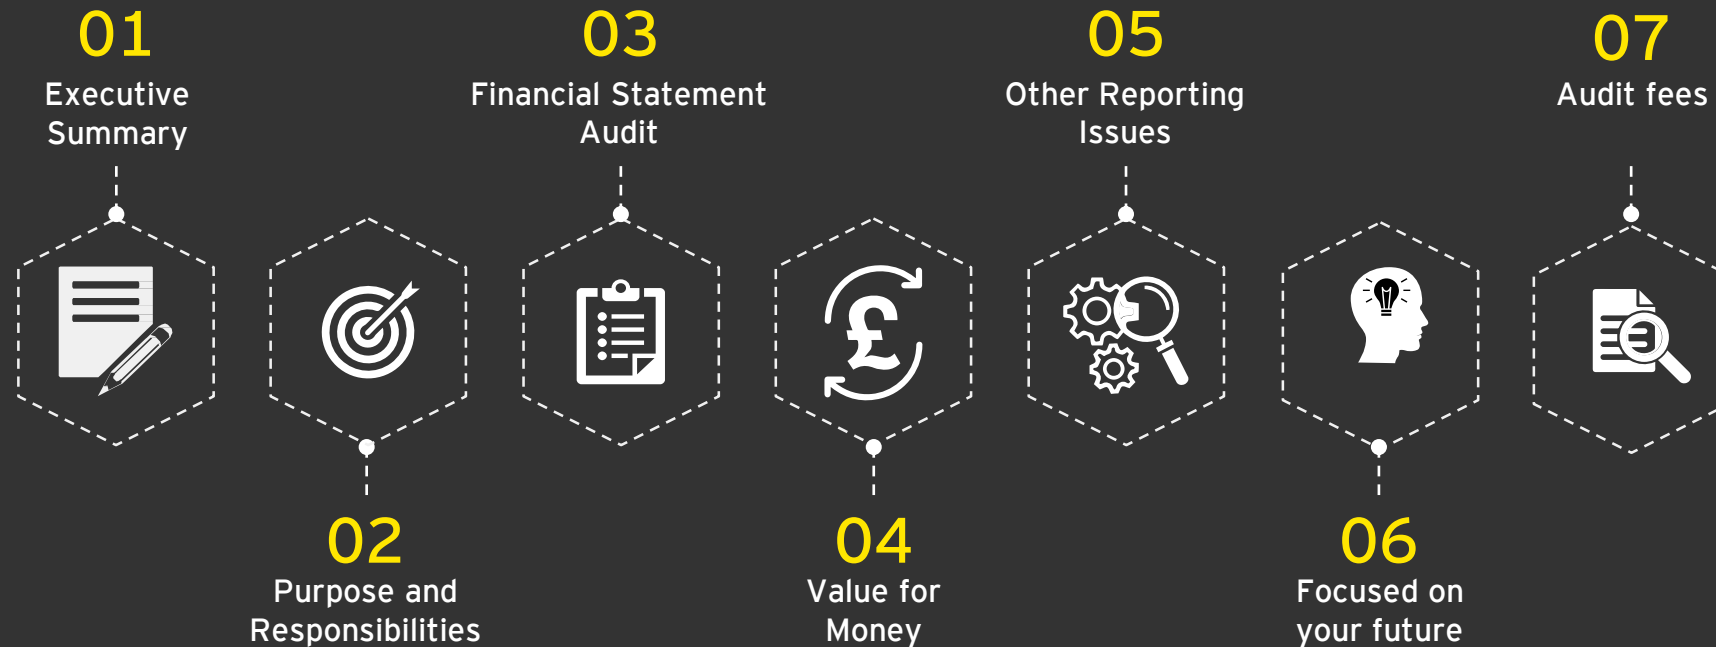 01
Executive
Summary
02
Purpose and
Responsibilities
03
Financial Statement
Audit
04
Value for
Money
05
Other Reporting
Issues
06
Focused on
your future
07
Audit fees